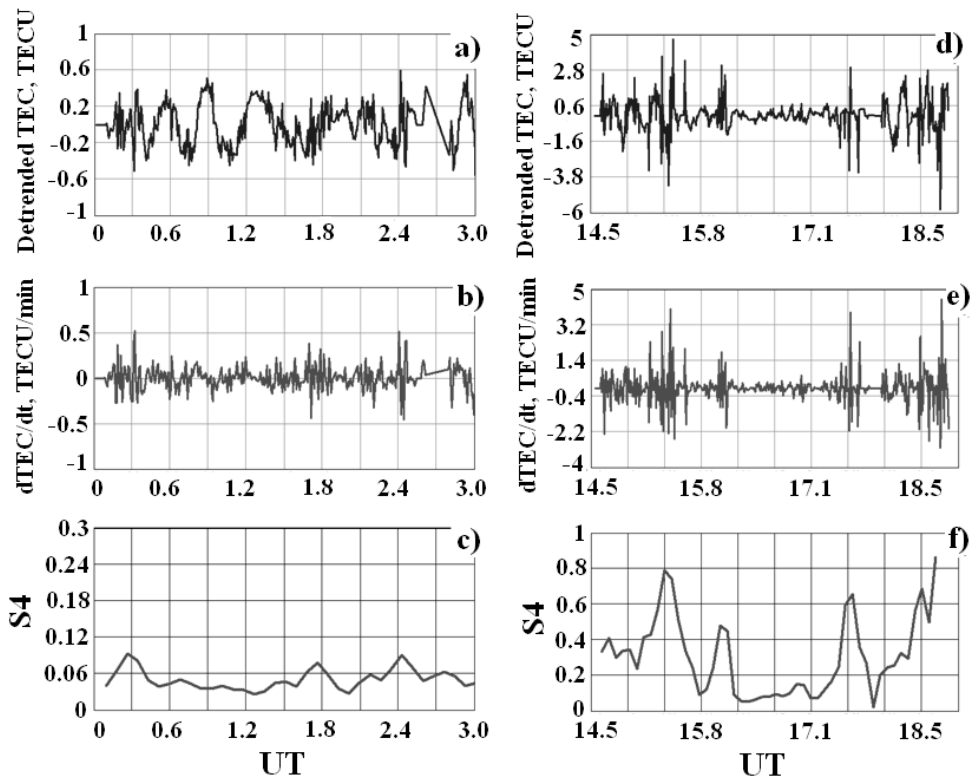 Detrended TEC, TECU
1
0.6
0.2
-0.2
-0.6
-1
a)
0 0.6 1.2 1.8 2.4 3.0
dTEC/dt, TECU/min
1
0.5
0
-0.5
-1
b)
0 0.6 1.2 1.8 2.4 3.0
S4
0.3
0.24
0.18
0.12
0.06
0
c)
0 0.6 1.2 1.8 2.4 3.0
UT
Detrended TEC, TECU
5
2.8
0.6
-1.6
-3.8
-6
d)
14.5 15.8 17.1 18.5
dTEC/dt, TECU/min
5
3.2
1.4
-0.4
-2.2
-4
e)
14.5 15.8 17.1 18.5
S4
1
0.8
0.6
0.4
0.2
0
f)
14.5 15.8 17.1 18.5
UT